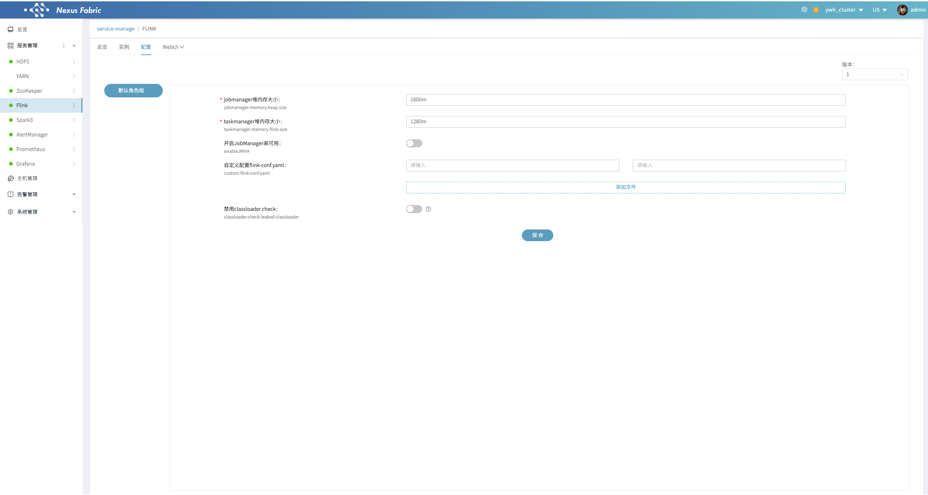 Nexus Fabric
ywh_cluster
US
admin
总览
服务管理
HDFS
YARN
ZooKeeper
Flink
Spark3
AlertManager
Prometheus
Grafana
主机管理
告警管理
系统管理
service-manage / FLINK
总览 实例 配置 WebUI
版本:
1
默认角色组
* jobmanager堆内存大小:
jobmanager.memory.heap.size
1600m
* taskmanager堆内存大小:
taskmanager.memory.flink.size
1280m
开启JobManager高可用:
enableJMHA
自定义配置flink-conf.yaml:
custom.flink.conf.yaml
请输入 请输入
添加文件
禁用classloader.check:
classloader.check-leaked-classloader
保 存